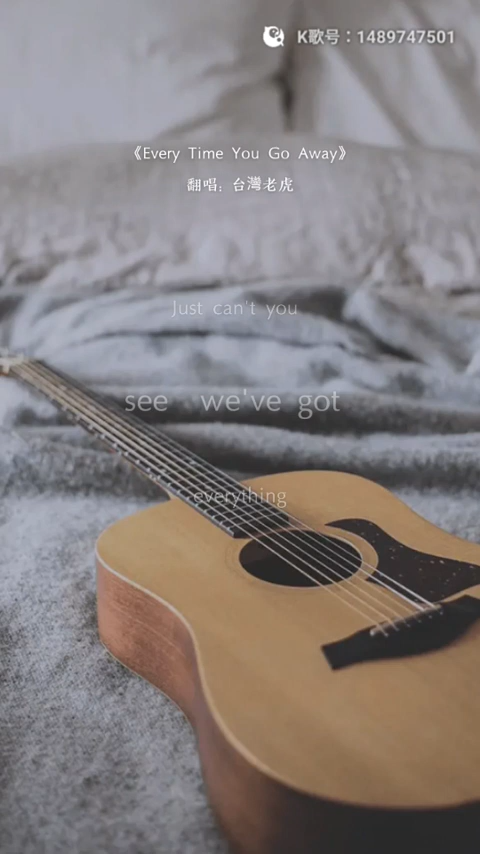 K歌号：1489747501
《Every Time You Go Away》
翻唱：台灣老虎
Just can't you
see we've got
everything